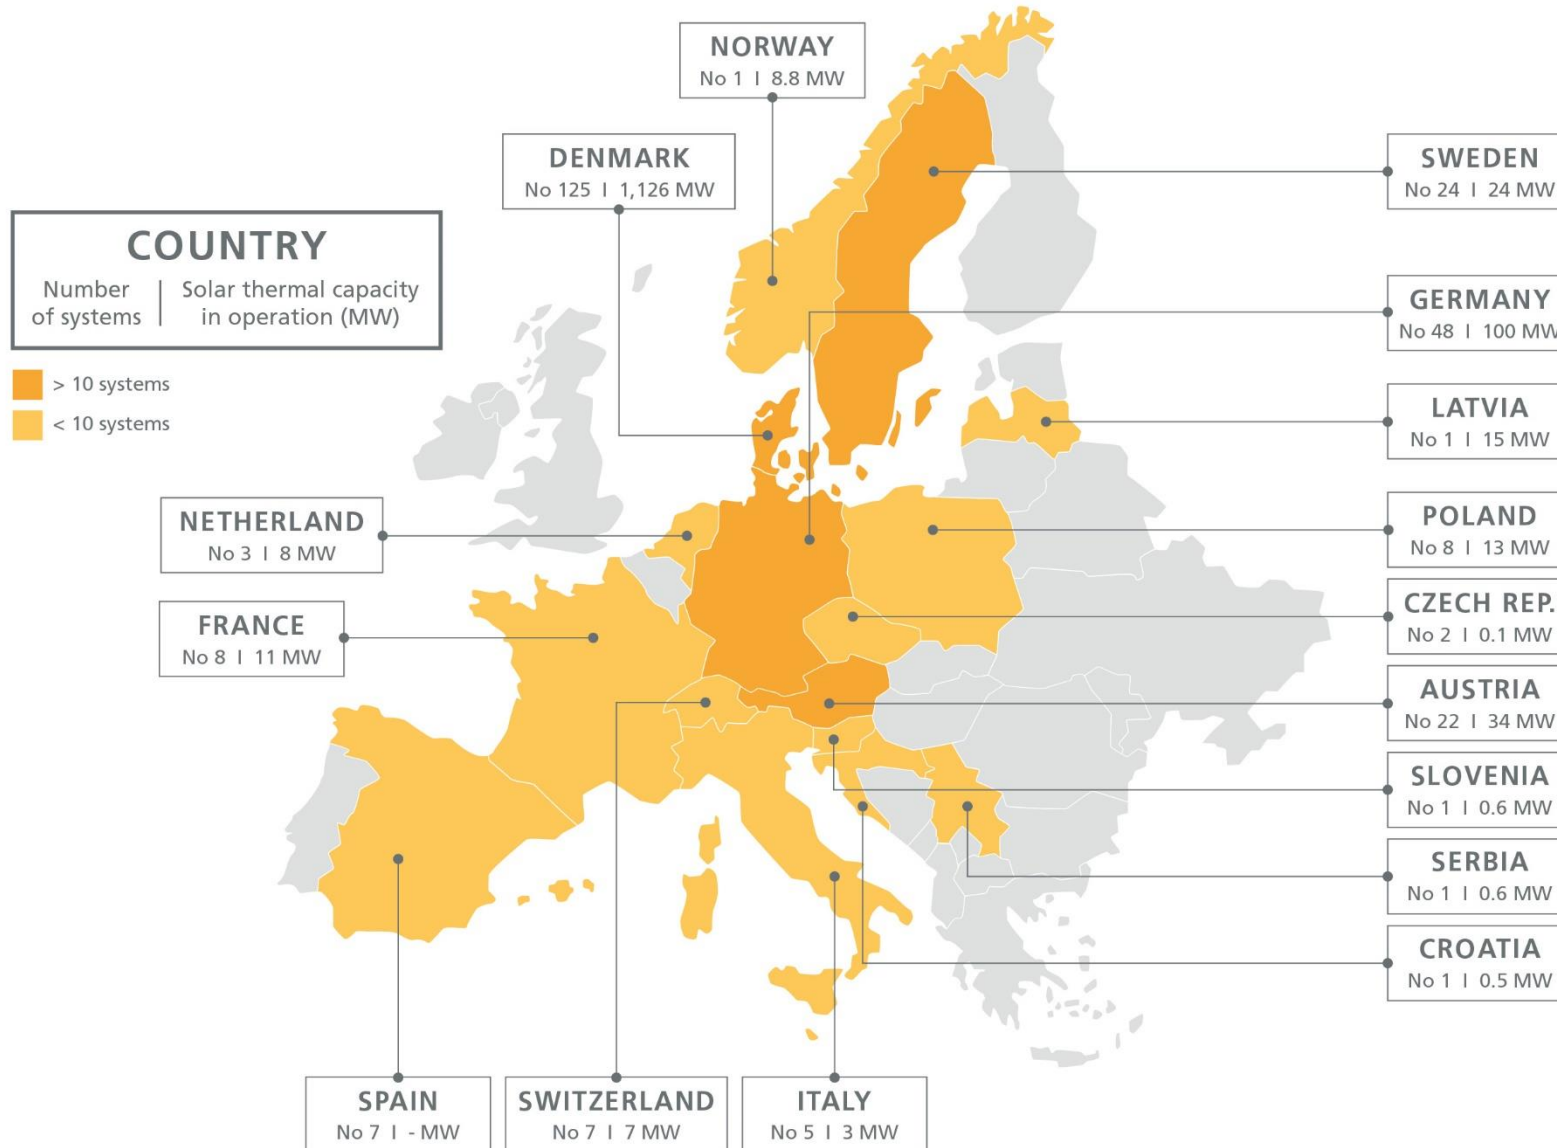 NORWAY
No 1 I 8.8 MW
DENMARK
No 125 I 1,126 MW
SWEDEN
No 24 I 24 MW
COUNTRY
Number of systems | Solar thermal capacity in operation (MW)
> 10 systems
< 10 systems
GERMANY
No 48 I 100 MW
LATVIA
No 1 I 15 MW
NETHERLAND
No 3 I 8 MW
POLAND
No 8 I 13 MW
FRANCE
No 8 I 11 MW
CZECH REP.
No 2 I 0.1 MW
AUSTRIA
No 22 I 34 MW
SLOVENIA
No 1 I 0.6 MW
SERBIA
No 1 I 0.6 MW
CROATIA
No 1 I 0.5 MW
SPAIN
No 7 I - MW
SWITZERLAND
No 7 I 7 MW
ITALY
No 5 I 3 MW